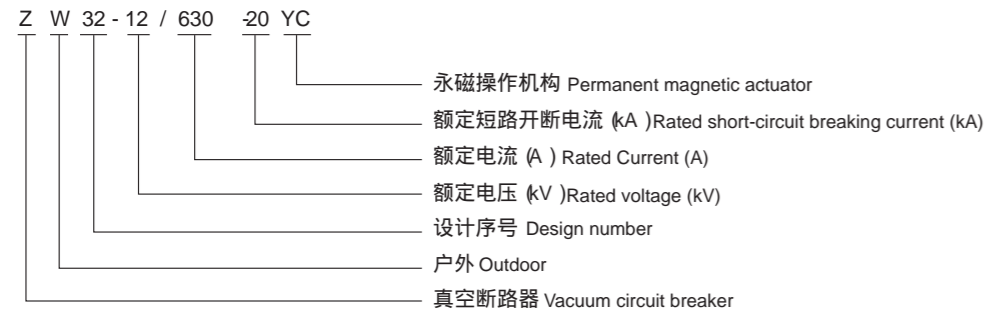 Z W 32 - 12 / 630 -20 YC
永磁操作机构 Permanent magnetic actuator
额定短路开断电流 (kA )Rated short-circuit breaking current (kA)
额定电流 (A ) Rated Current (A)
额定电压 (kV )Rated voltage (kV)
设计序号 Design number
户外 Outdoor
真空断路器 Vacuum circuit breaker